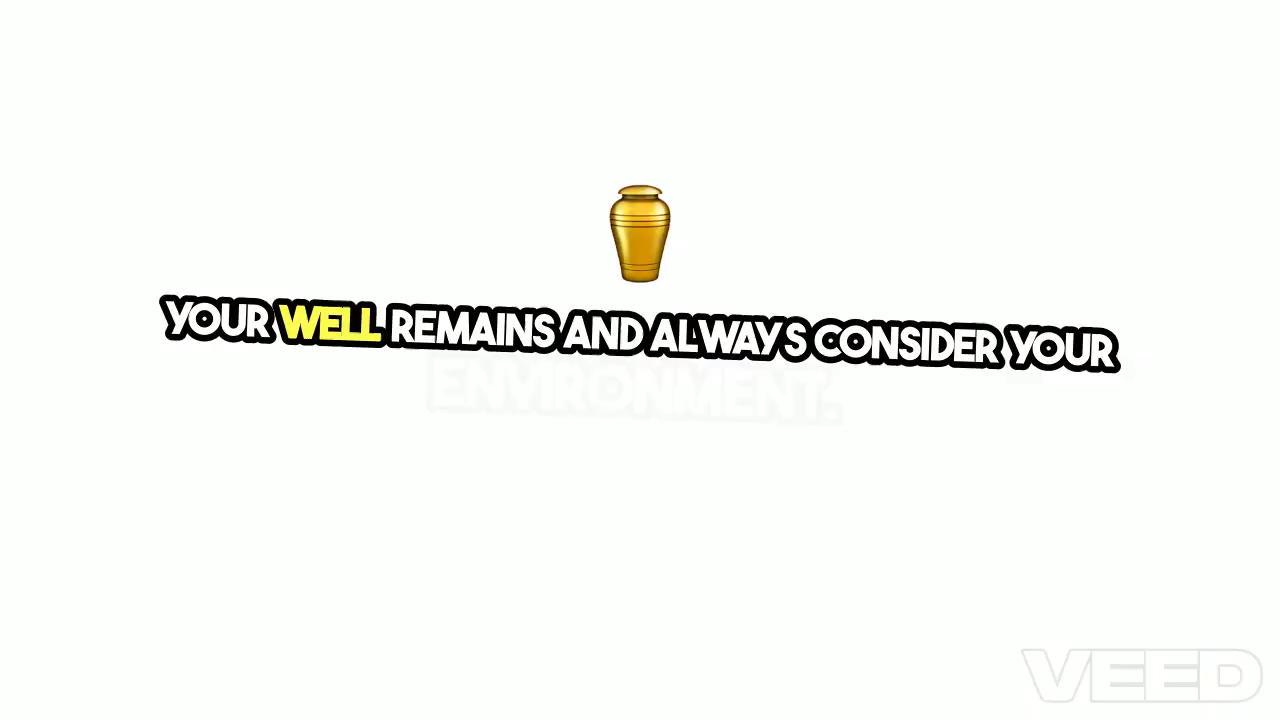 YOUR WELL REMAINS AND ALWAYS CONSIDER YOUR
ENVIRONMENT.
VEED